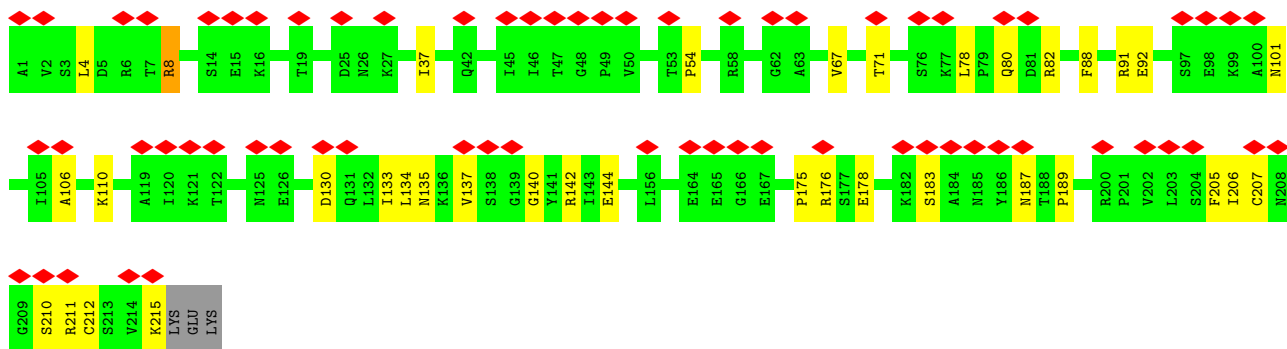 A1 V2 S3 L4 D5 R6 T7 R8 S14 E15 K16 T19 D25 N26 K27 I37 Q42 I45 I46 T47 G48 P49 V50 T53 P54 R58 G62 A63 V67 T71 S76 K77 L78 P79 Q80 D81 R82 F88 R91 E92 S97 E98 K99 A100 N101
I105 A106 K110 A119 I120 K121 T122 N125 E126 D130 Q131 L132 I133 L134 N135 K136 V137 S138 G139 G140 Y141 R142 I143 E144 L156 E164 E165 G166 E167 P175 R176 S177 E178 K182 S183 A184 N185 Y186 N187 T188 P189 R200 P201 V202 L203 S204 F205 I206 C207 N208
G209 S210 R211 C212 S213 V214 K215 LYS GLU LYS